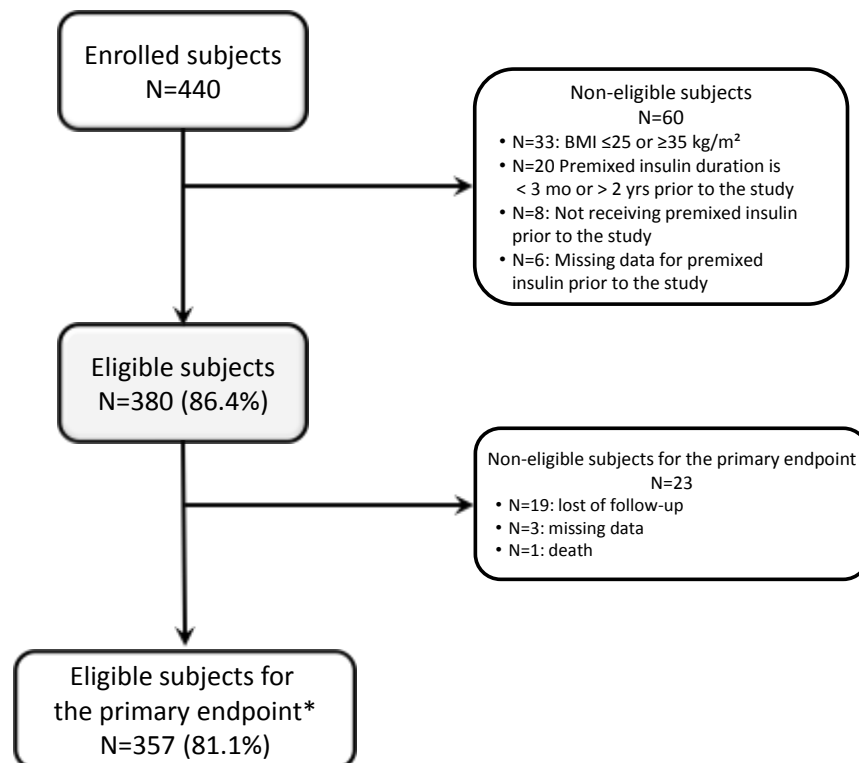 Enrolled subjects
N=440
Non-eligible subjects
N=60
• N=33: BMI ≤25 or ≥35 kg/m²
• N=20 Premixed insulin duration is
< 3 mo or > 2 yrs prior to the study
• N=8: Not receiving premixed insulin
prior to the study
• N=6: Missing data for premixed
insulin prior to the study
Eligible subjects
N=380 (86.4%)
Non-eligible subjects for the primary endpoint
N=23
• N=19: lost of follow-up
• N=3: missing data
• N=1: death
Eligible subjects for
the primary endpoint*
N=357 (81.1%)